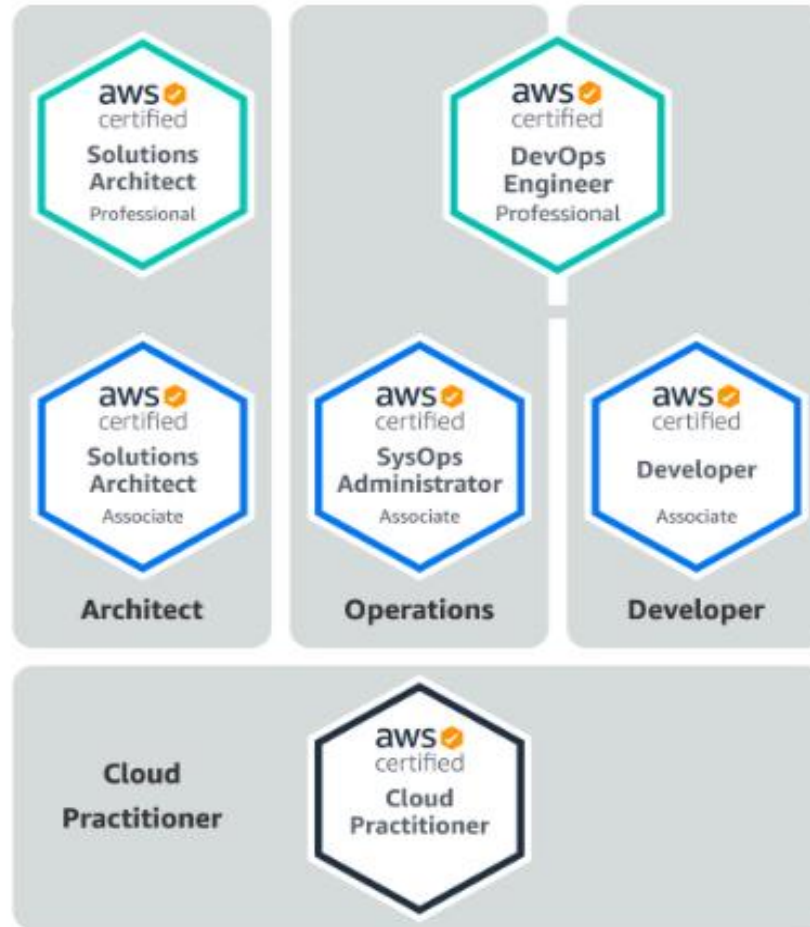 aws
certified
Solutions
Architect
Professional
aws
certified
DevOps
Engineer
Professional
aws
certified
Solutions
Architect
Associate
aws
certified
SysOps
Administrator
Associate
aws
certified
Developer
Associate
Architect
Operations
Developer
Cloud
Practitioner
aws
certified
Cloud
Practitioner